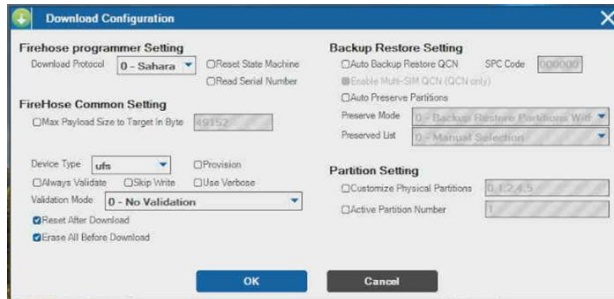 Download Configuration
Firehose programmer Setting
Download Protocol 0 - Sahara
Reset State Machine
Read Serial Number
FireHose Common Setting
Max Payload Size to Target In Byte 49152
Device Type ufs
Provision
Always Validate Skip Write Use Verbose
Validation Mode 0 - No Validation
Reset After Download
Erase All Before Download
Backup Restore Setting
Auto Backup Restore QCN SPC Code 000000
Enable Multi-SIM QCN (QCN only)
Auto Preserve Partitions
Preserve Mode 0 - Backup Restore Partitions With
Preserved List 0 - Manual Selection
Partition Setting
Customize Physical Partitions 0,1,2,4,5
Active Partition Number 1
OK Cancel